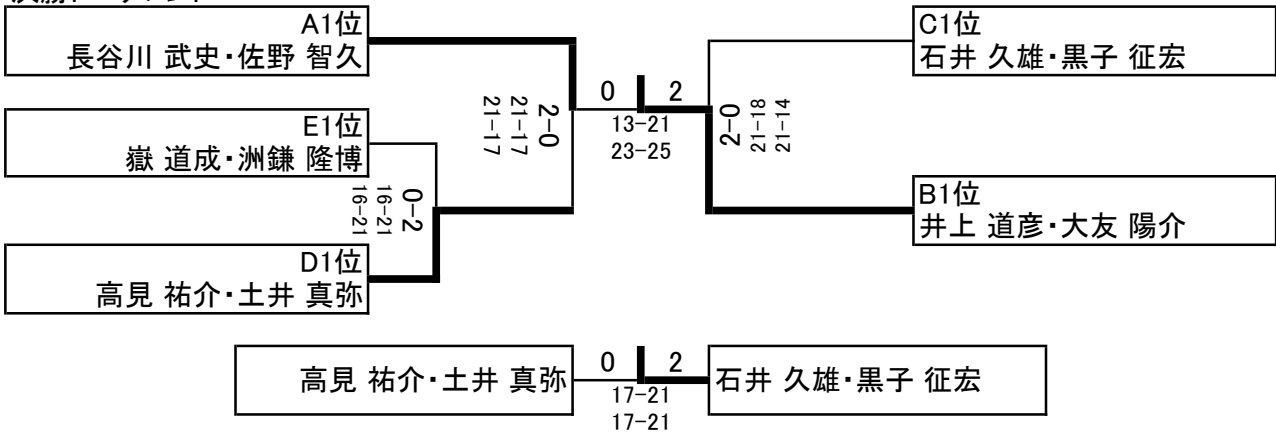 A1位
長谷川 武史・佐野 智久
E1位
嶽 道成・洲鎌 隆博
D1位
高見 祐介・土井 真弥
0-2
16-21
16-21
2-0
21-17
21-17
0 2
13-21
23-25
2-0
21-18
21-14
C1位
石井 久雄・黒子 征宏
B1位
井上 道彦・大友 陽介
高見 祐介・土井 真弥
0 2
17-21
17-21
石井 久雄・黒子 征宏